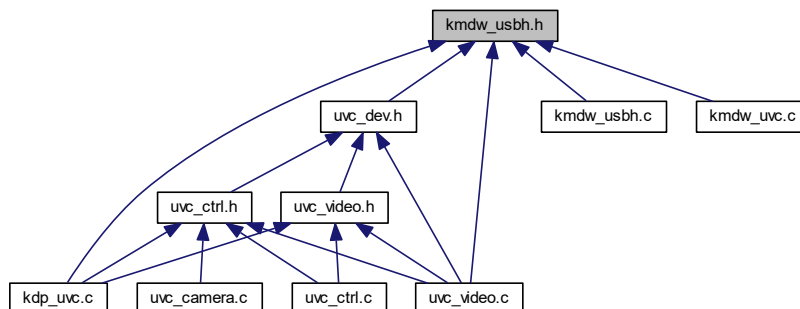 kmdw_usbh.h
uvc_dev.h
kmdw_usbh.c
kmdw_uvc.c
uvc_ctrl.h
uvc_video.h
kdp_uvc.c
uvc_camera.c
uvc_ctrl.c
uvc_video.c